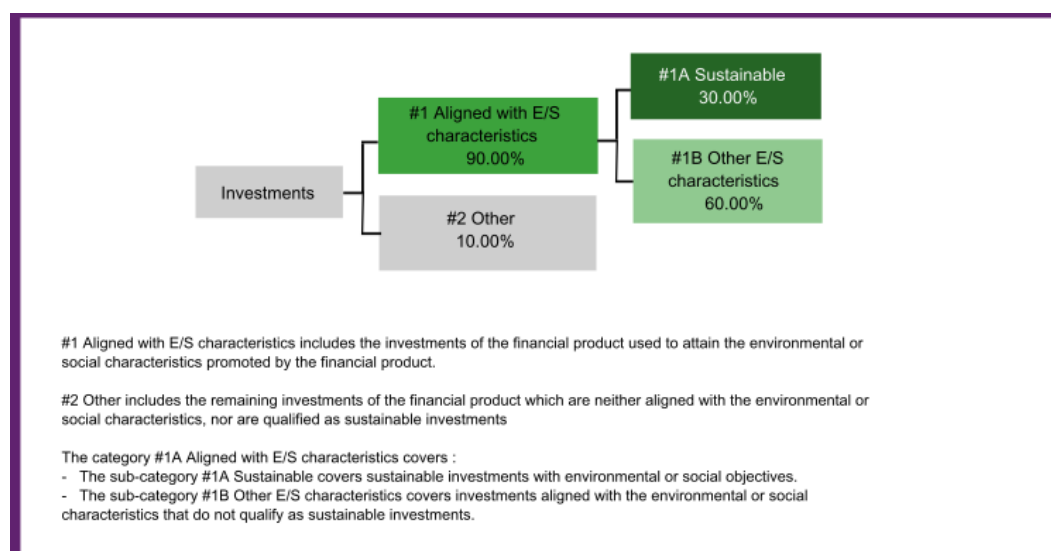 #1A Sustainable
30.00%
#1 Aligned with E/S
characteristics
90.00%
#1B Other E/S
characteristics
60.00%
Investments
#2 Other
10.00%
#1 Aligned with E/S characteristics includes the investments of the financial product used to attain the environmental or
social characteristics promoted by the financial product.
#2 Other includes the remaining investments of the financial product which are neither aligned with the environmental or
social characteristics, nor are qualified as sustainable investments
The category #1A Aligned with E/S characteristics covers :
- The sub-category #1A Sustainable covers sustainable investments with environmental or social objectives.
- The sub-category #1B Other E/S characteristics covers investments aligned with the environmental or social
characteristics that do not qualify as sustainable investments.